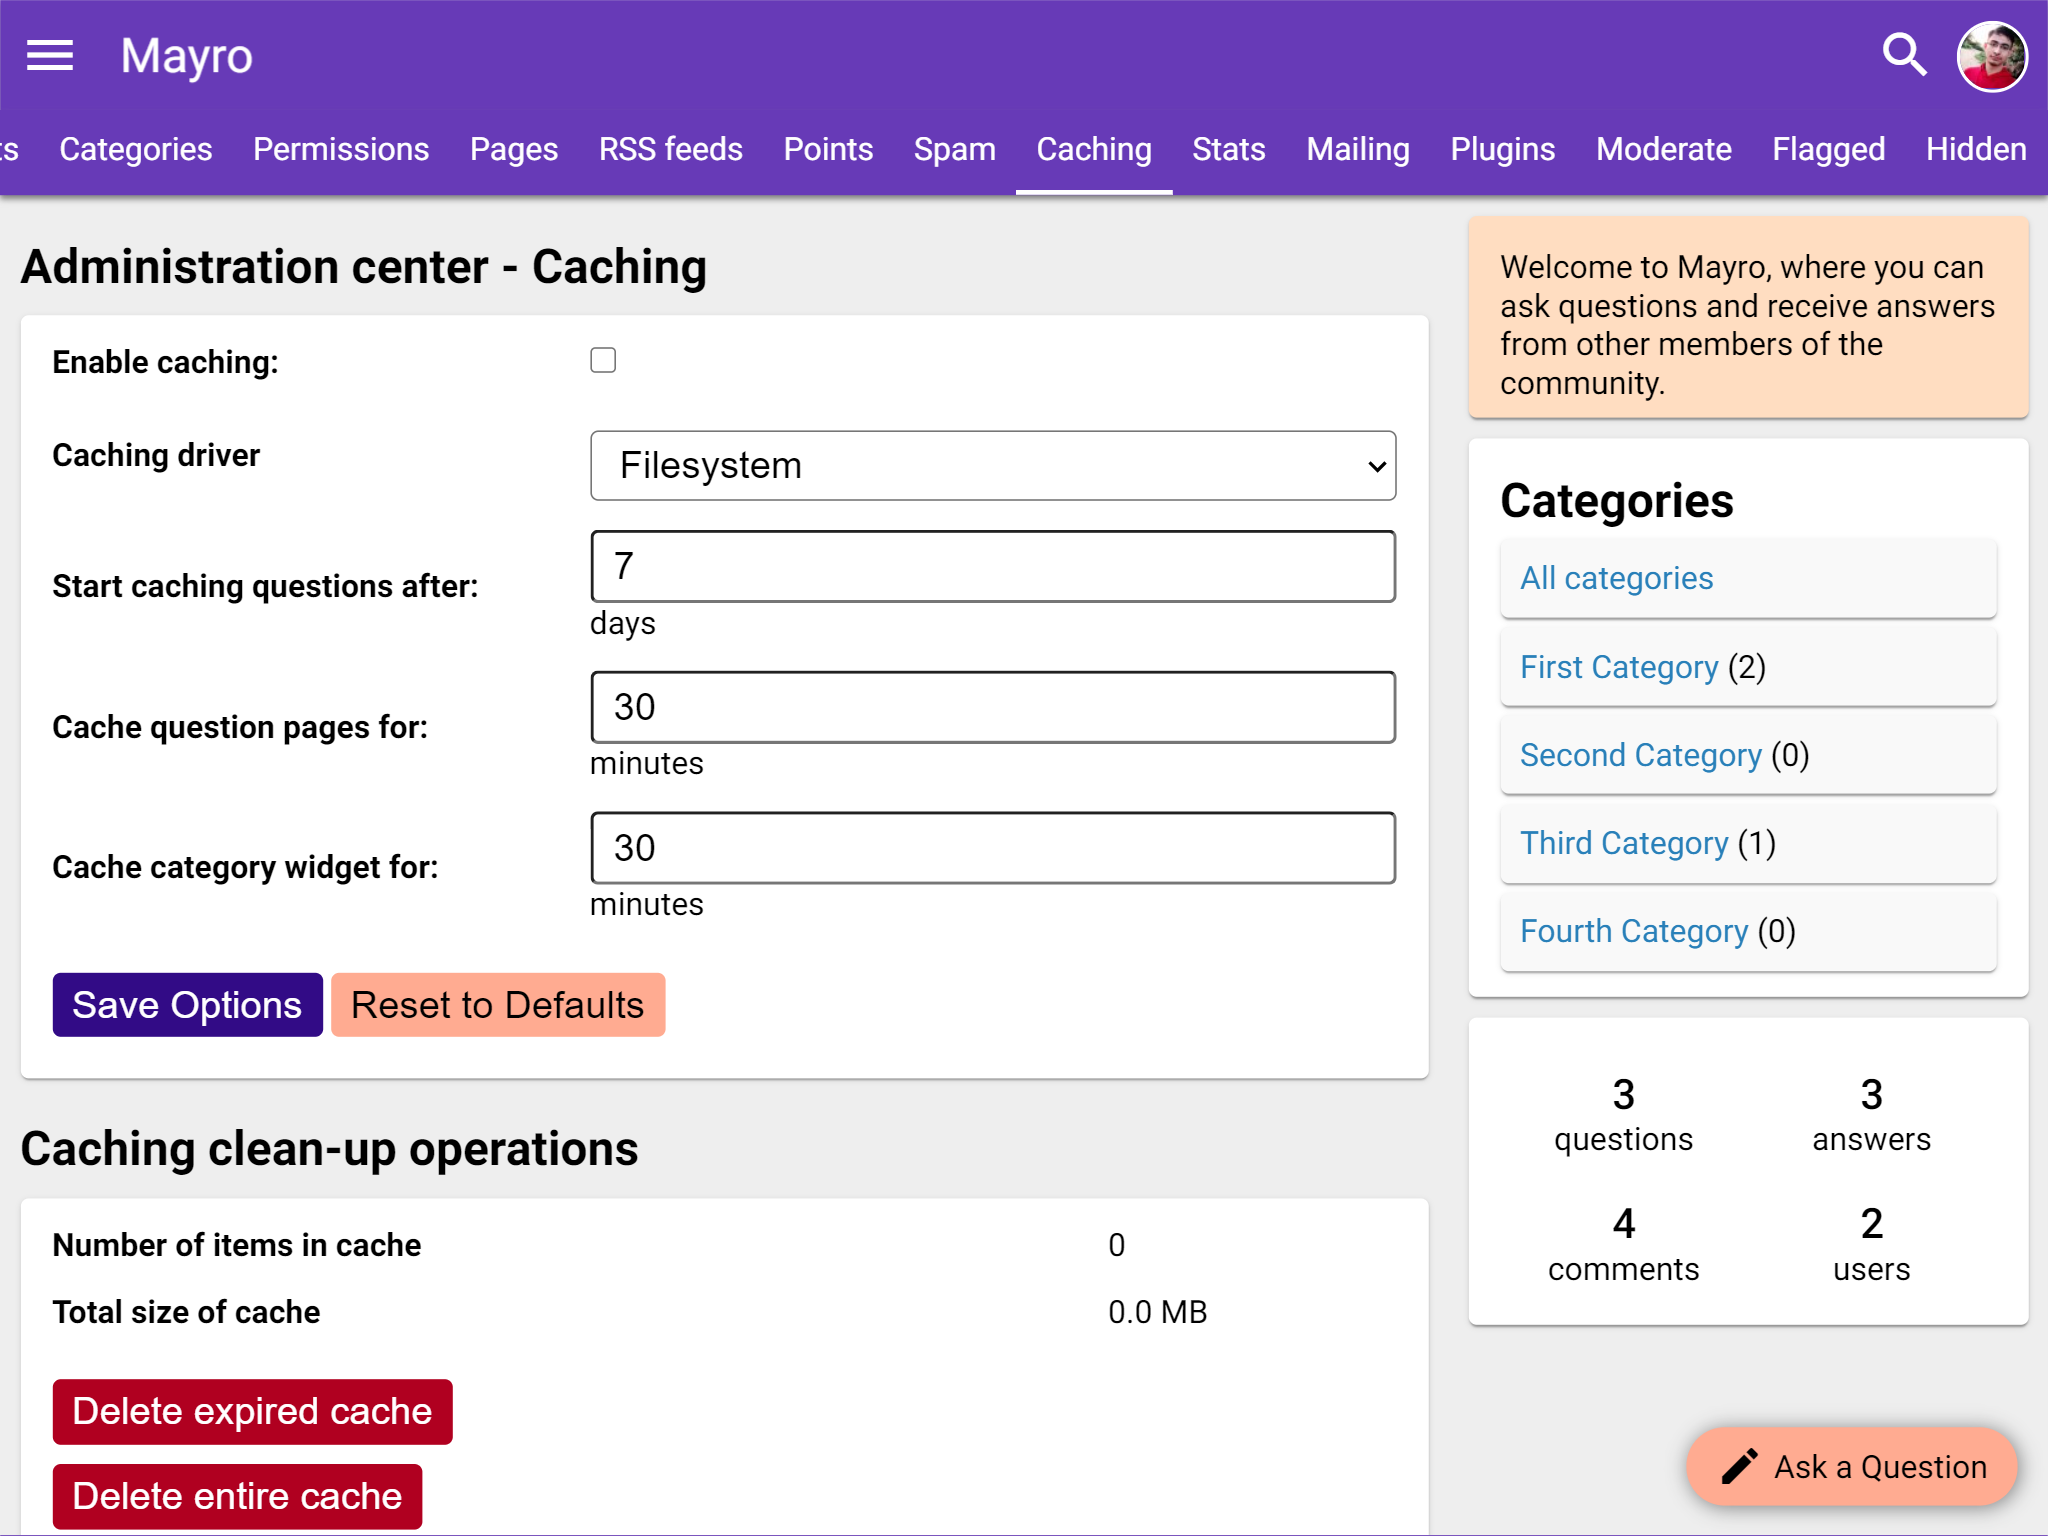 Mayro
ts Categories Permissions Pages RSS feeds Points Spam Caching Stats Mailing Plugins Moderate Flagged Hidden
Administration center - Caching
Enable caching:
Caching driver
Filesystem
Start caching questions after:
7
days
Cache question pages for:
30
minutes
Cache category widget for:
30
minutes
Save Options Reset to Defaults
Caching clean-up operations
Number of items in cache 0
Total size of cache 0.0 MB
Delete expired cache
Delete entire cache
Welcome to Mayro, where you can
ask questions and receive answers
from other members of the
community.
Categories
All categories
First Category (2)
Second Category (0)
Third Category (1)
Fourth Category (0)
3 3
questions answers
4 2
comments users
Ask a Question